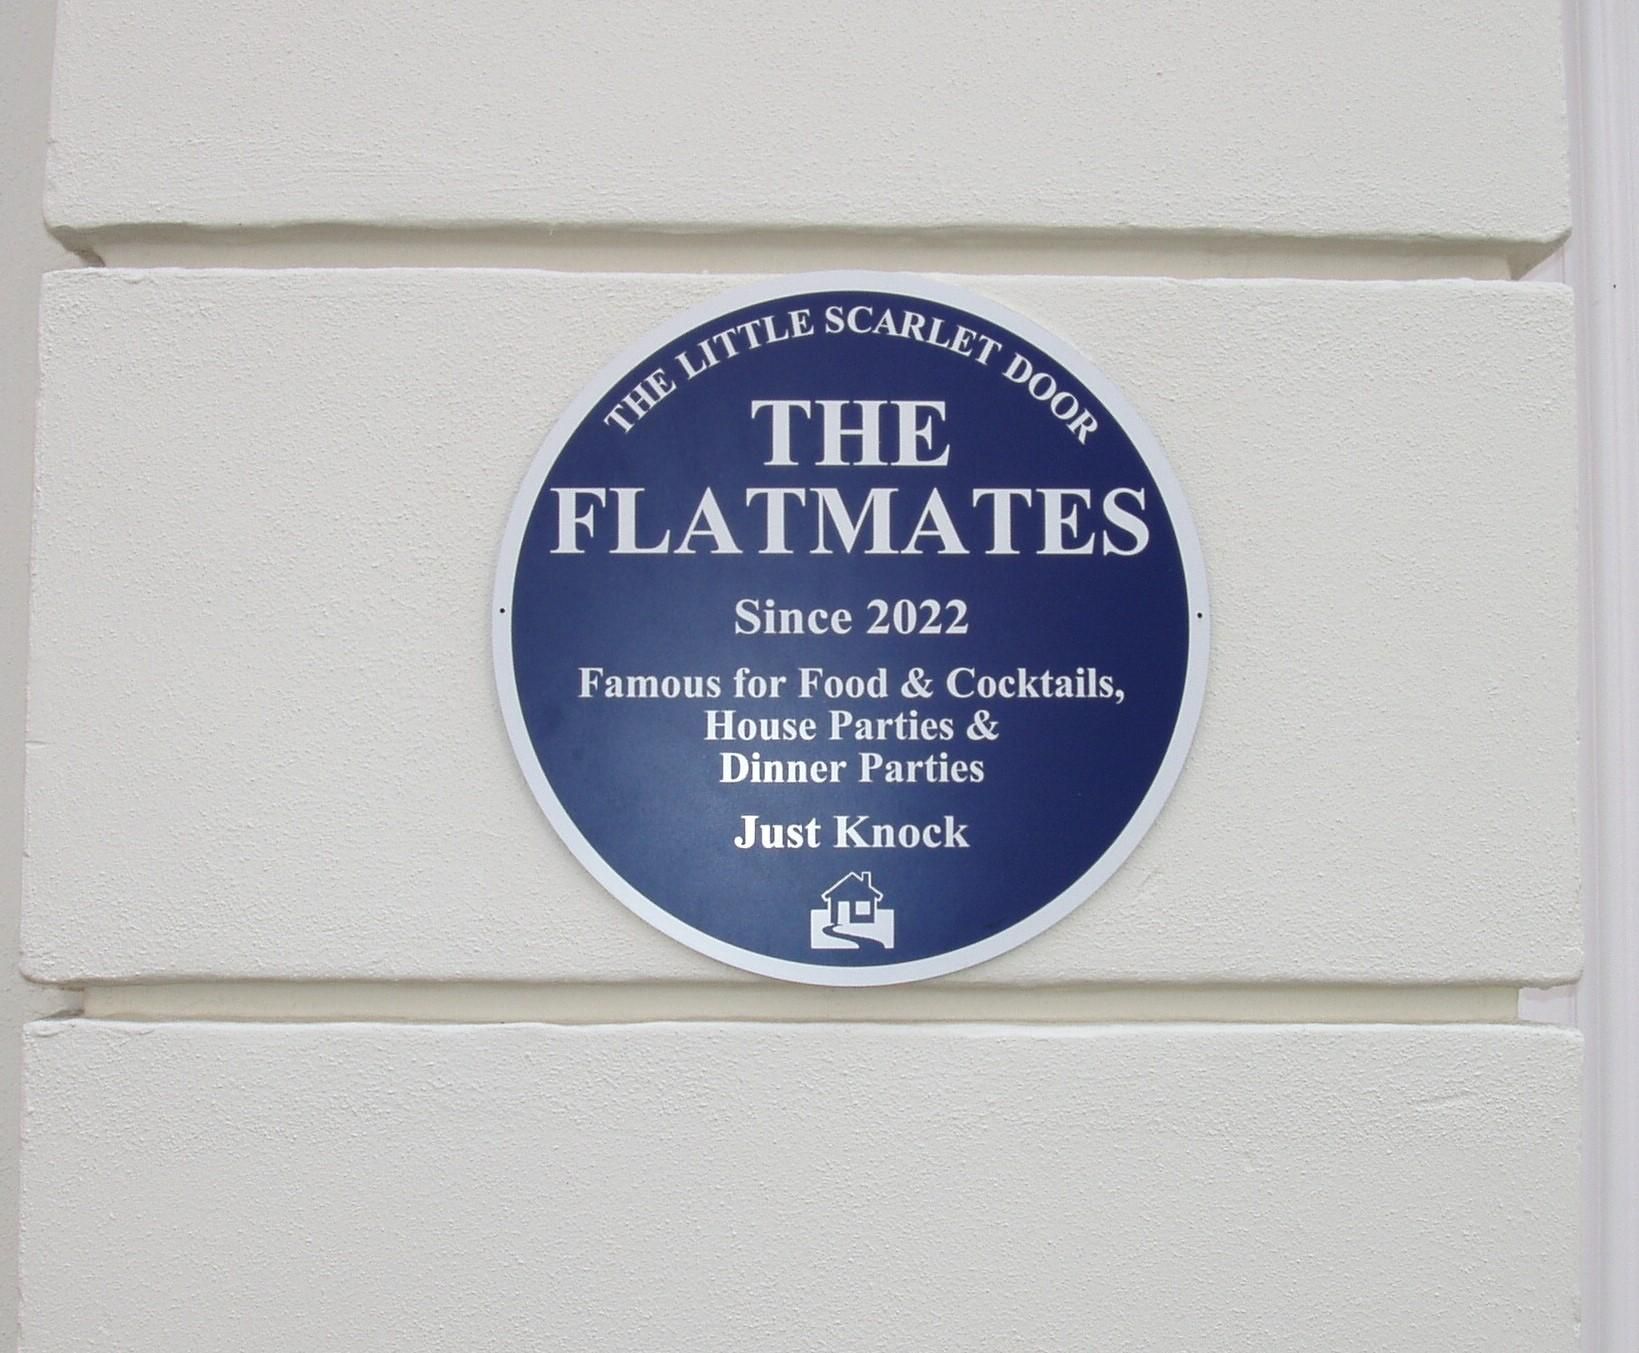 THE LITTLE SCARLET DOOR
THE
FLATMATES
Since 2022
Famous for Food & Cocktails,
House Parties &
Dinner Parties
Just Knock